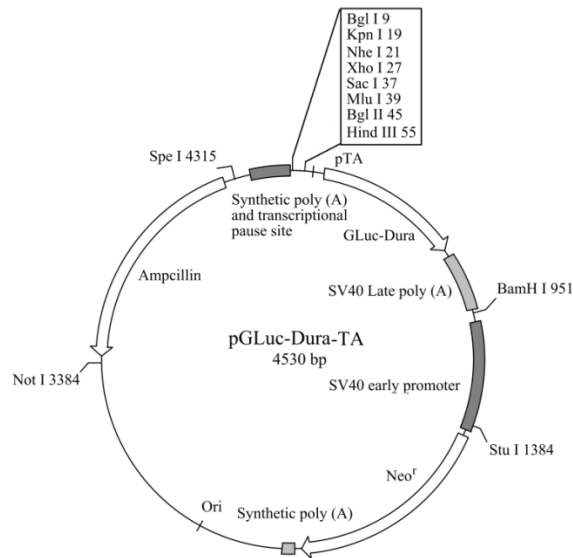 Bgl I 9
Kpn I 19
Nhe I 21
Xho I 27
Sac I 37
Mlu I 39
Bgl II 45
Hind III 55
Spe I 4315
pTA
Synthetic poly (A)
and transcriptional
pause site
GLuc-Dura
Ampcillin
SV40 Late poly (A)
BamH I 951
pGLuc-Dura-TA
4530 bp
Not I 3384
SV40 early promoter
Stu I 1384
Neoʳ
Ori
Synthetic poly (A)